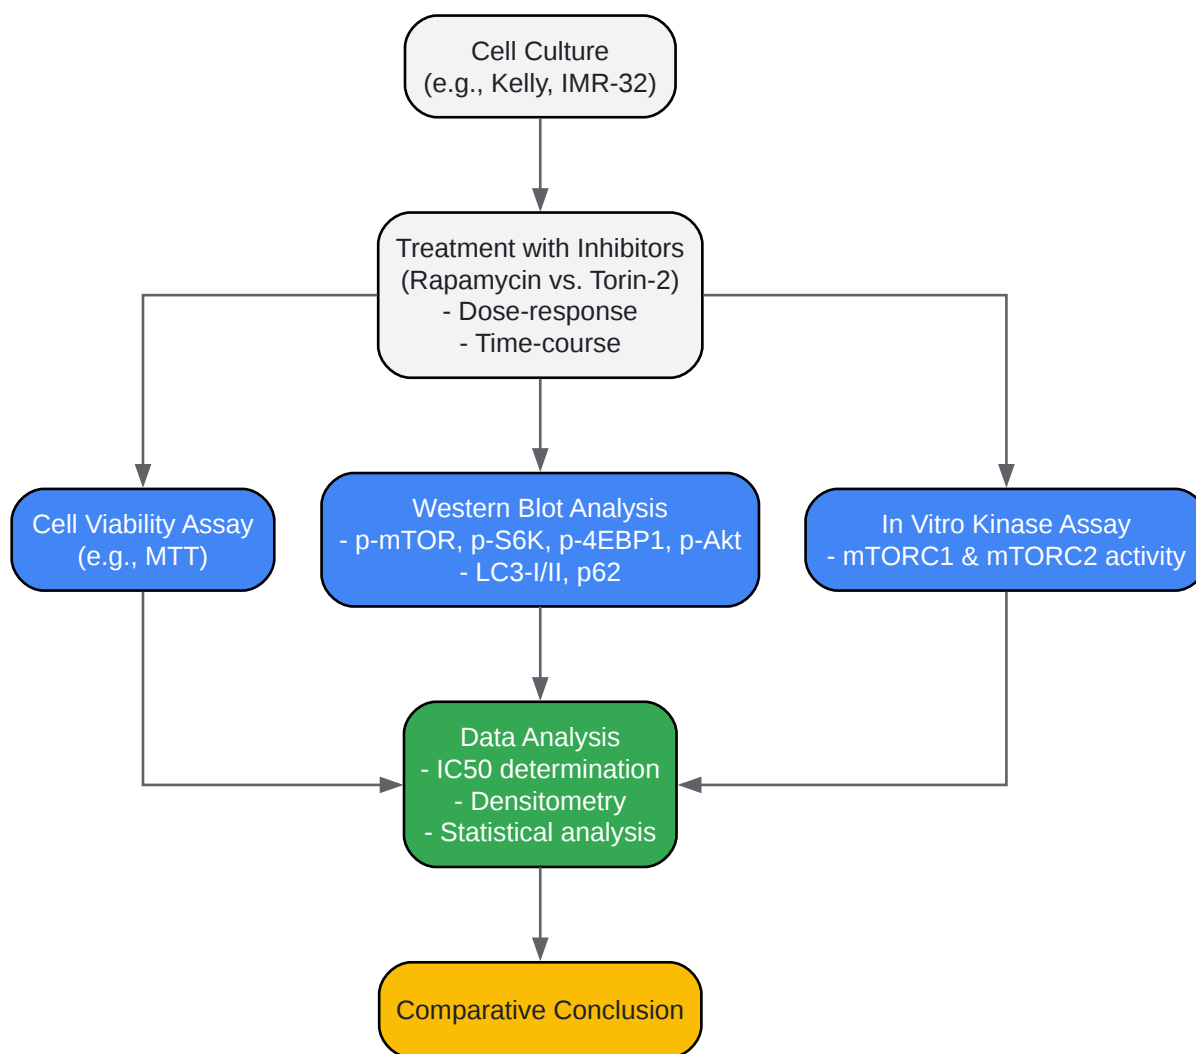 Cell Culture
(e.g., Kelly, IMR-32)
Treatment with Inhibitors
(Rapamycin vs. Torin-2)
- Dose-response
- Time-course
Cell Viability Assay
(e.g., MTT)
Western Blot Analysis
- p-mTOR, p-S6K, p-4EBP1, p-Akt
- LC3-I/II, p62
In Vitro Kinase Assay
- mTORC1 & mTORC2 activity
Data Analysis
- IC50 determination
- Densitometry
- Statistical analysis
Comparative Conclusion